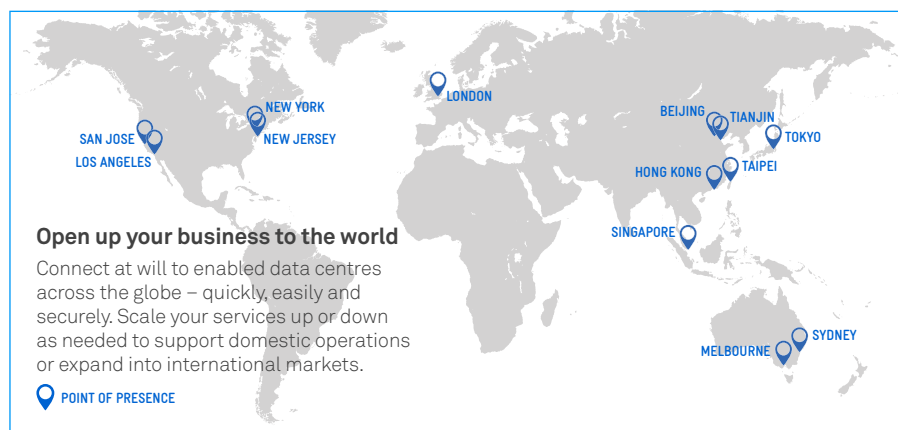 NEW YORK
LONDON
BEIJING
TIANJIN
SAN JOSE
NEW JERSEY
TOKYO
LOS ANGELES
HONG KONG
TAIPEI
SINGAPORE
Open up your business to the world
Connect at will to enabled data centres
across the globe – quickly, easily and
securely. Scale your services up or down
as needed to support domestic operations
or expand into international markets.
SYDNEY
MELBOURNE
POINT OF PRESENCE